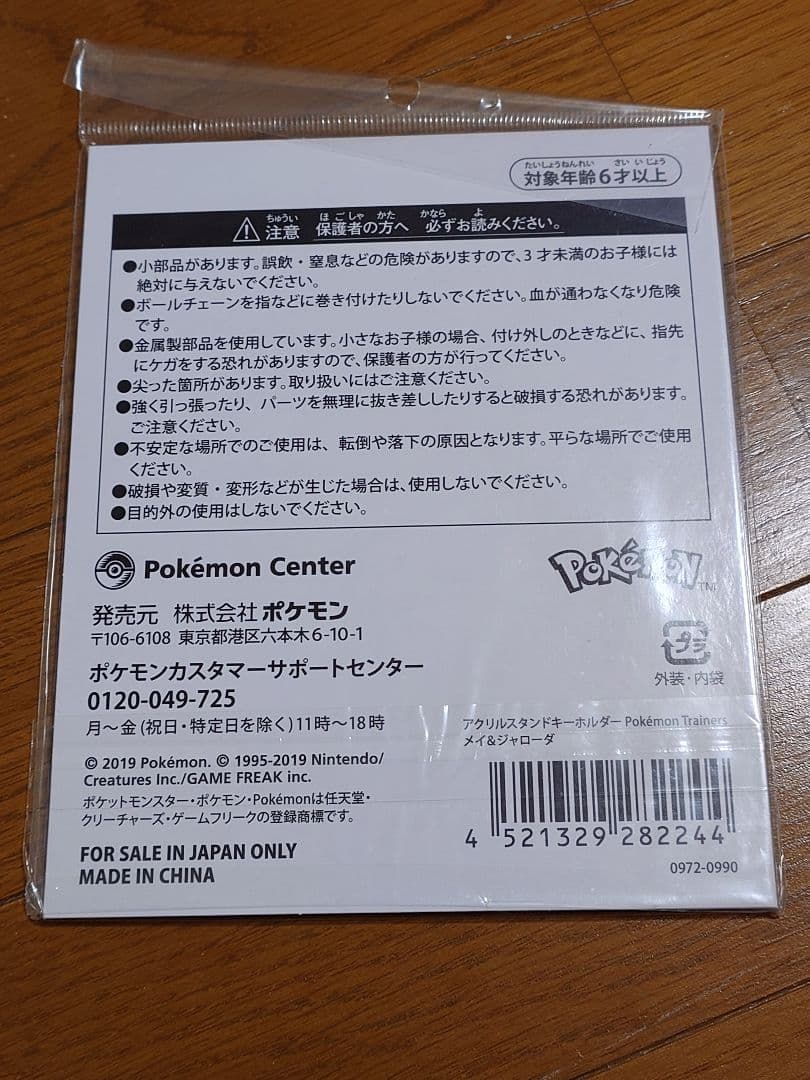 対象年齢6才以上
たいしょうねんれい さい いじょう
注意 保護者の方へ 必ずお読みください。
ちゅうい ほごしゃ かた かなら よ
●小部品があります。誤飲・窒息などの危険がありますので、3才未満のお子様には
絶対に与えないでください。
●ボールチェーンを指などに巻き付けたりしないでください。血が通わなくなり危険
です。
●金属製部品を使用しています。小さなお子様の場合、付け外しのときなどに、指先
にケガをする恐れがありますので、保護者の方が行ってください。
●尖った箇所があります。取り扱いにはご注意ください。
●強く引っ張ったり、パーツを無理に抜き差ししたりすると破損する恐れがあります。
ご注意ください。
●不安定な場所でのご使用は、転倒や落下の原因となります。平らな場所でご使用
ください。
●破損や変質・変形などが生じた場合は、使用しないでください。
●目的外の使用はしないでください。
Pokémon Center
Pokémon TM
発売元 株式会社ポケモン
〒106-6108 東京都港区六本木6-10-1
プラ
外装・内袋
ポケモンカスタマーサポートセンター
0120-049-725
月〜金(祝日・特定日を除く)11時〜18時
アクリルスタンドキーホルダー Pokémon Trainers
メイ&ジャローダ
© 2019 Pokémon. © 1995-2019 Nintendo/
Creatures Inc./GAME FREAK inc.
ポケットモンスター・ポケモン・Pokémonは任天堂・
クリーチャーズ・ゲームフリークの登録商標です。
4 521329 282244
0972-0990
FOR SALE IN JAPAN ONLY
MADE IN CHINA